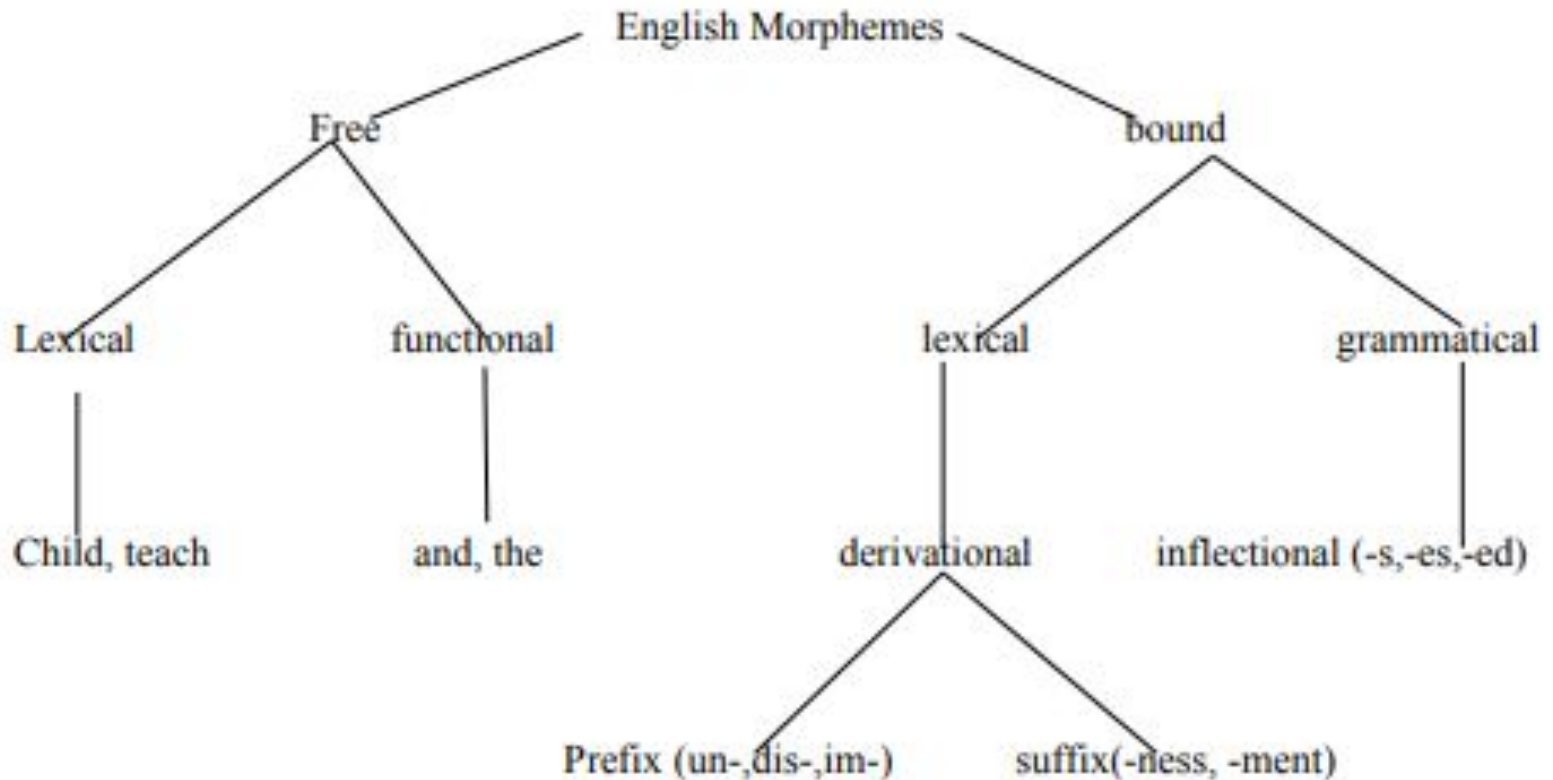 English Morphemes
Free bound
Lexical functional lexical grammatical
Child, teach and, the derivational inflectional (-s,-es,-ed)
Prefix (un-,dis-,im-) suffix(-ness, -ment)